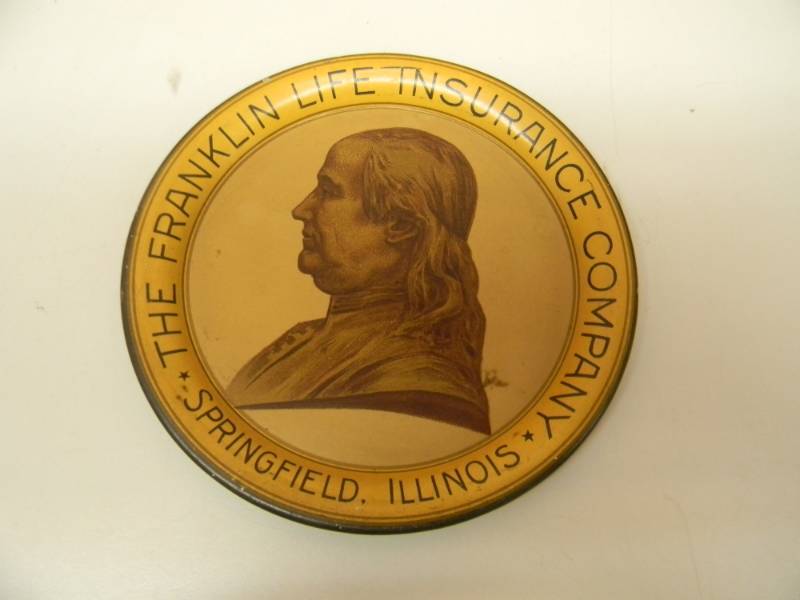 THE FRANKLIN LIFE INSURANCE COMPANY
★ SPRINGFIELD. ILLINOIS ★